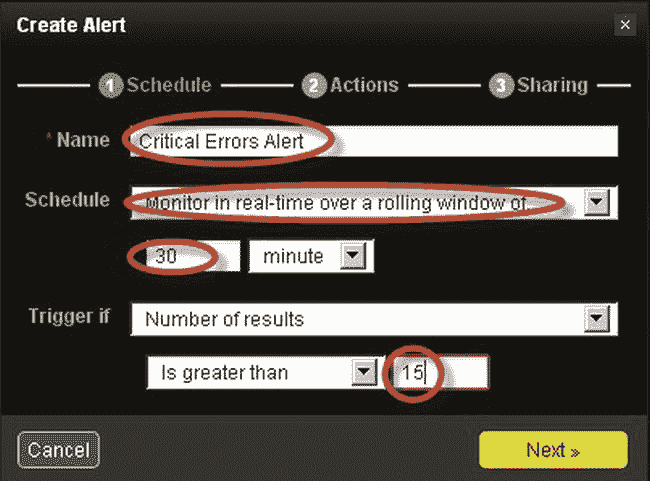 Create Alert ×
1 Schedule 2 Actions 3 Sharing
* Name Critical Errors Alert
Schedule Monitor in real-time over a rolling window of
30 minute
Trigger if Number of results
Is greater than 15
Cancel Next »